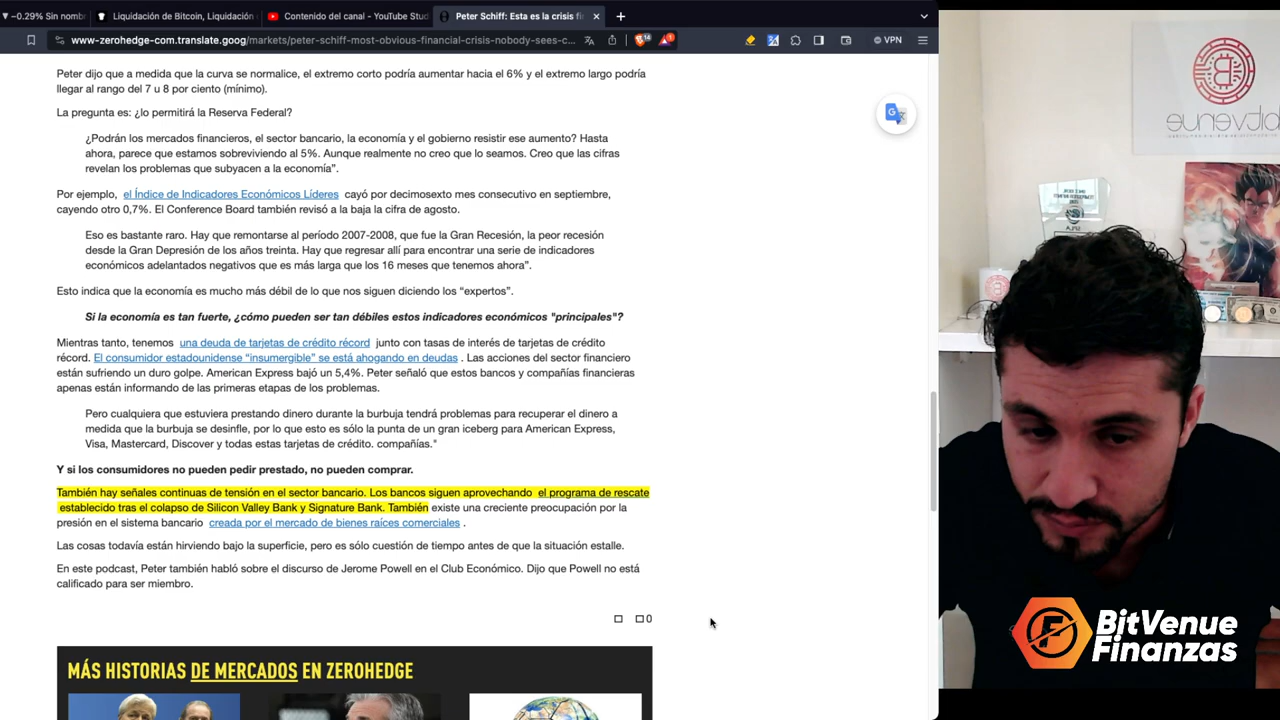 −0.29% Sin nombr
Liquidación de Bitcoin, Liquidación
Contenido del canal - YouTube Stud
Peter Schiff: Esta es la crisis fi
www-zerohedge-com.translate.goog/markets/peter-schiff-most-obvious-financial-crisis-nobody-sees-c...
14
1
VPN
Peter dijo que a medida que la curva se normalice, el extremo corto podría aumentar hacia el 6% y el extremo largo podría
llegar al rango del 7 u 8 por ciento (mínimo).
La pregunta es: ¿lo permitirá la Reserva Federal?
¿Podrán los mercados financieros, el sector bancario, la economía y el gobierno resistir ese aumento? Hasta
ahora, parece que estamos sobreviviendo al 5%. Aunque realmente no creo que lo seamos. Creo que las cifras
revelan los problemas que subyacen a la economía”.
Por ejemplo, el Índice de Indicadores Económicos Líderes cayó por decimosexto mes consecutivo en septiembre,
cayendo otro 0,7%. El Conference Board también revisó a la baja la cifra de agosto.
Eso es bastante raro. Hay que remontarse al período 2007-2008, que fue la Gran Recesión, la peor recesión
desde la Gran Depresión de los años treinta. Hay que regresar allí para encontrar una serie de indicadores
económicos adelantados negativos que es más larga que los 16 meses que tenemos ahora”.
Esto indica que la economía es mucho más débil de lo que nos siguen diciendo los “expertos”.
Si la economía es tan fuerte, ¿cómo pueden ser tan débiles estos indicadores económicos "principales"?
Mientras tanto, tenemos una deuda de tarjetas de crédito récord junto con tasas de interés de tarjetas de crédito
récord. El consumidor estadounidense “insumergible” se está ahogando en deudas . Las acciones del sector financiero
están sufriendo un duro golpe. American Express bajó un 5,4%. Peter señaló que estos bancos y compañías financieras
apenas están informando de las primeras etapas de los problemas.
Pero cualquiera que estuviera prestando dinero durante la burbuja tendrá problemas para recuperar el dinero a
medida que la burbuja se desinfle, por lo que esto es sólo la punta de un gran iceberg para American Express,
Visa, Mastercard, Discover y todas estas tarjetas de crédito. compañías."
Y si los consumidores no pueden pedir prestado, no pueden comprar.
También hay señales continuas de tensión en el sector bancario. Los bancos siguen aprovechando el programa de rescate
establecido tras el colapso de Silicon Valley Bank y Signature Bank. También existe una creciente preocupación por la
presión en el sistema bancario creada por el mercado de bienes raíces comerciales .
Las cosas todavía están hirviendo bajo la superficie, pero es sólo cuestión de tiempo antes de que la situación estalle.
En este podcast, Peter también habló sobre el discurso de Jerome Powell en el Club Económico. Dijo que Powell no está
calificado para ser miembro.
0
MÁS HISTORIAS DE MERCADOS EN ZEROHEDGE
bitvenue
BitVenue
Finanzas